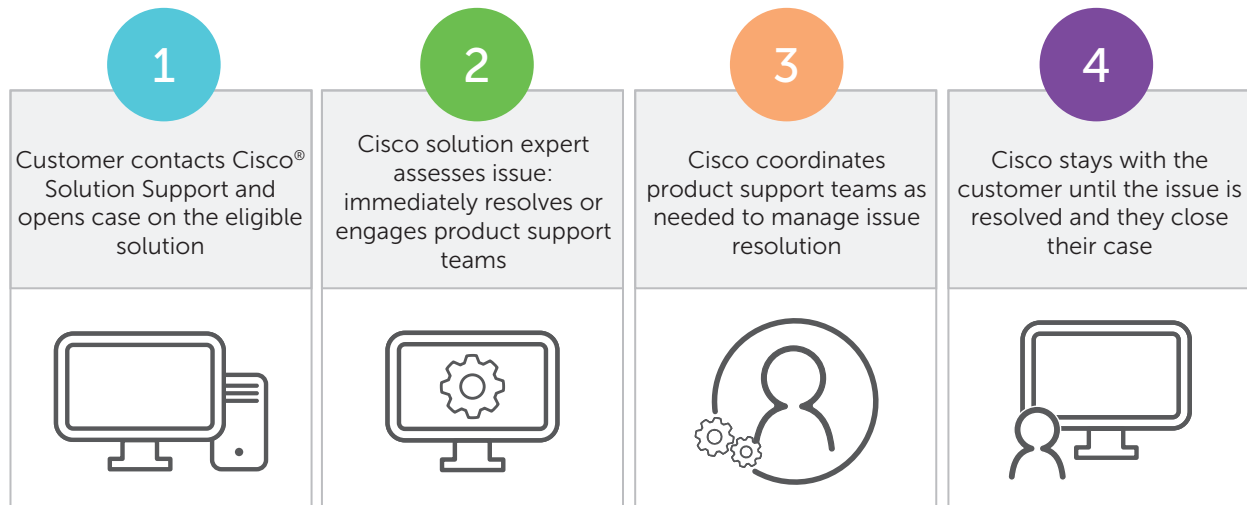 1
Customer contacts Cisco®
Solution Support and
opens case on the eligible
solution
2
Cisco solution expert
assesses issue:
immediately resolves or
engages product support
teams
3
Cisco coordinates
product support teams as
needed to manage issue
resolution
4
Cisco stays with the
customer until the issue is
resolved and they close
their case